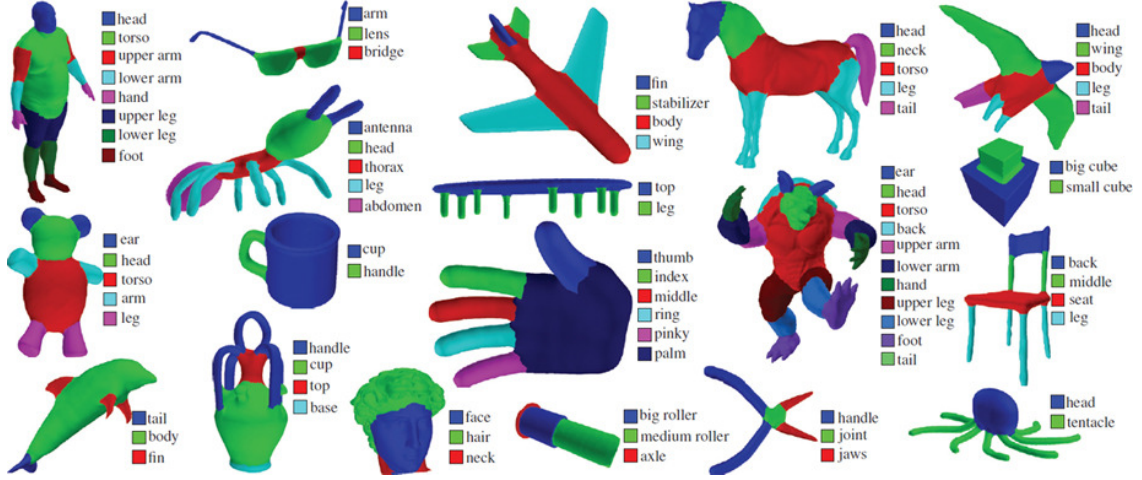 head
torso
upper arm
lower arm
hand
upper leg
lower leg
foot
arm
lens
bridge
antenna
head
thorax
leg
abdomen
fin
stabilizer
body
wing
head
neck
torso
leg
tail
head
wing
body
leg
tail
big cube
small cube
top
leg
ear
head
torso
arm
leg
cup
handle
thumb
index
middle
ring
pinky
palm
ear
head
torso
back
upper arm
lower arm
hand
upper leg
lower leg
foot
tail
back
middle
seat
leg
tail
body
fin
handle
cup
top
base
face
hair
neck
big roller
medium roller
axle
handle
joint
jaws
head
tentacle